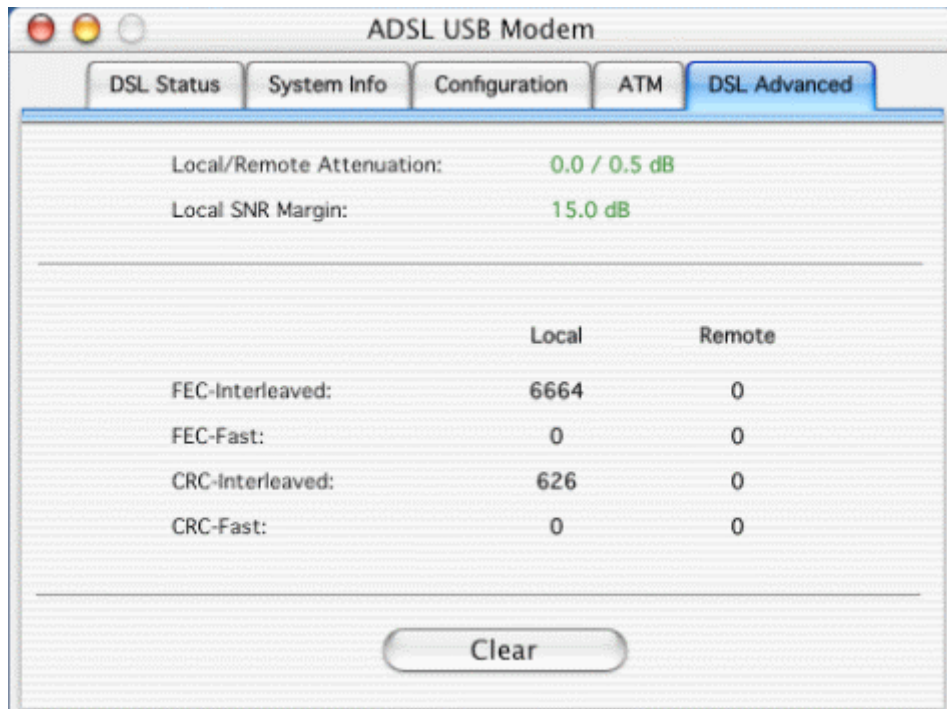 ADSL USB Modem
DSL Status System Info Configuration ATM DSL Advanced
Local/Remote Attenuation: 0.0 / 0.5 dB
Local SNR Margin: 15.0 dB
Local Remote
FEC-Interleaved: 6664 0
FEC-Fast: 0 0
CRC-Interleaved: 626 0
CRC-Fast: 0 0
Clear